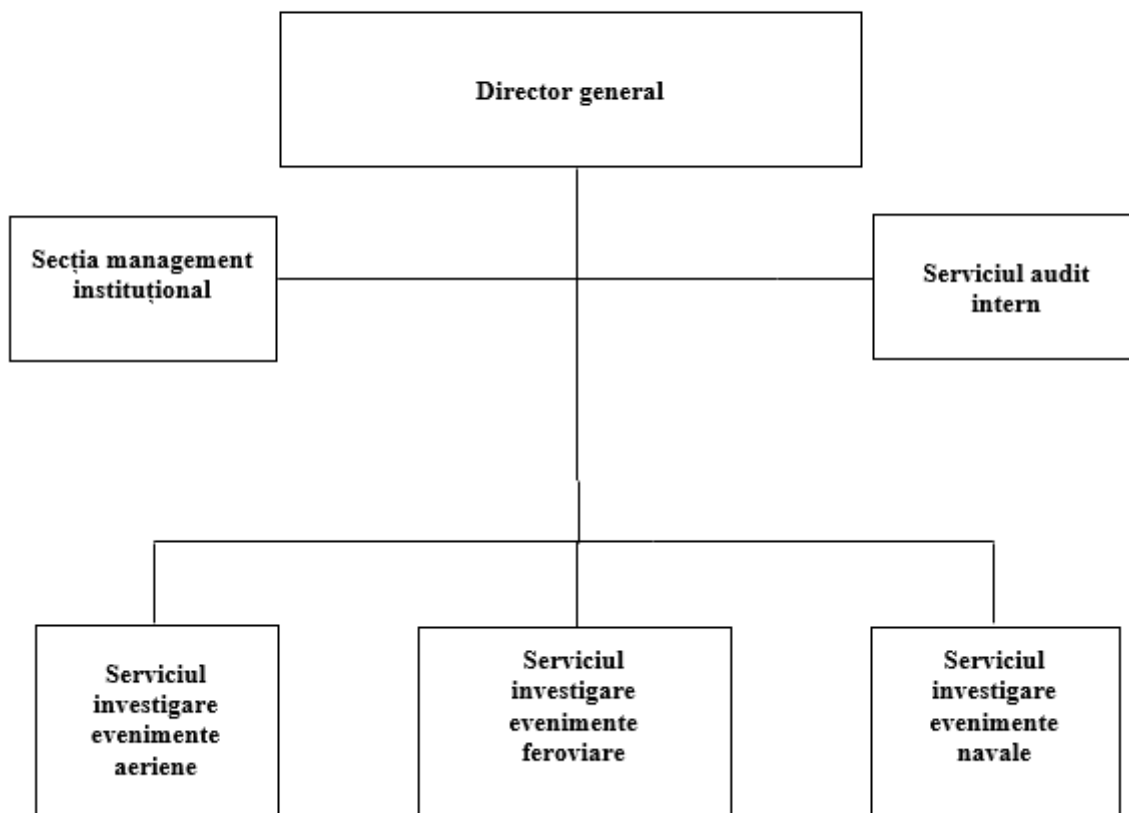 Director general
Secția management
instituțional
Serviciul audit
intern
Serviciul
investigare
evenimente
aeriene
Serviciul
investigare
evenimente
feroviare
Serviciul
investigare
evenimente
navale